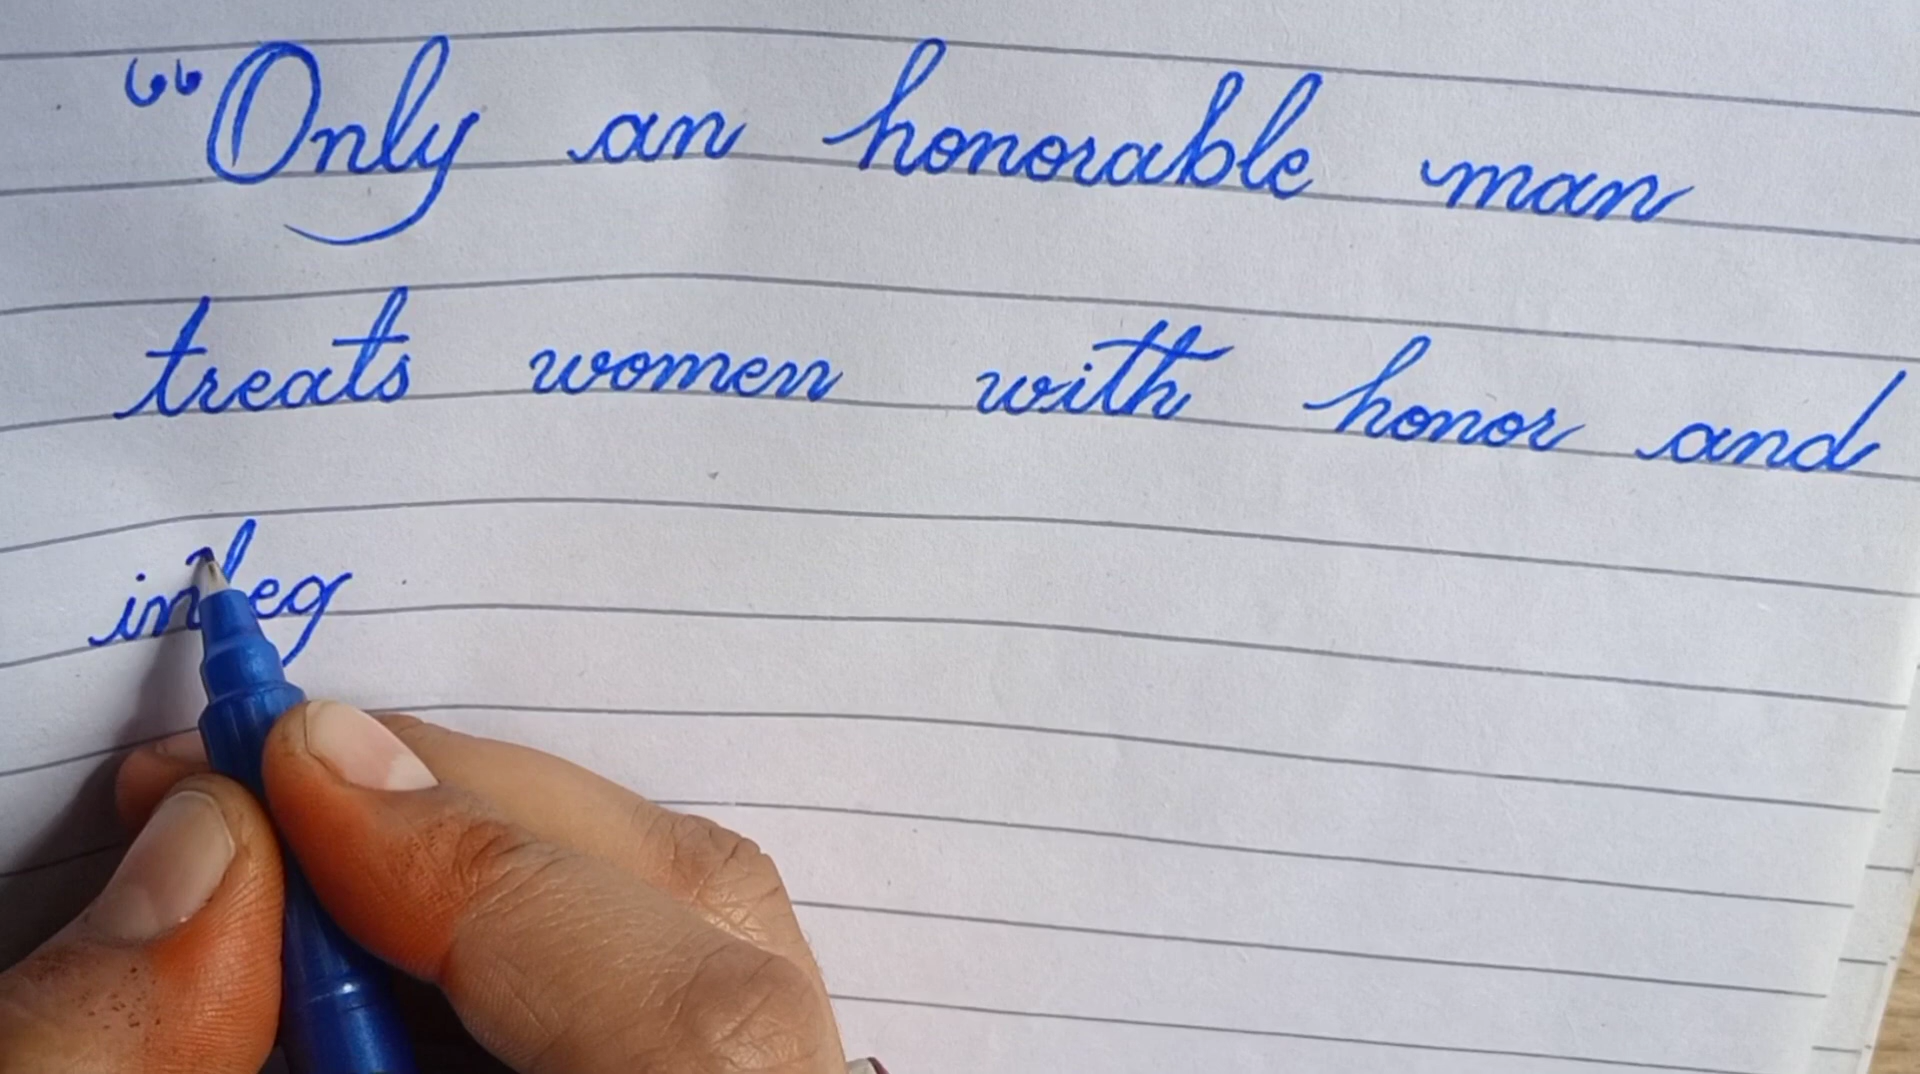 “Only an honorable man
treats women with honor and
integ